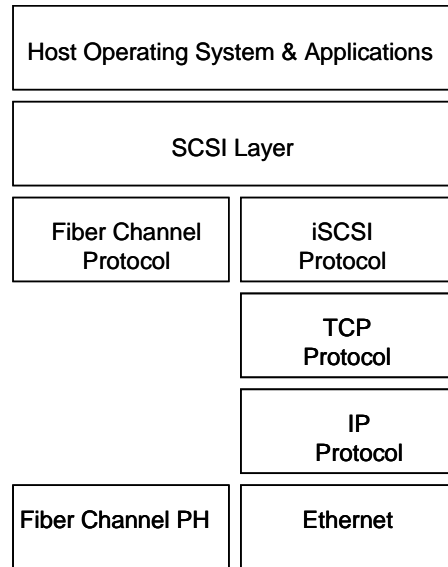 Host Operating System & Applications
SCSI Layer
Fiber Channel
Protocol
iSCSI
Protocol
TCP
Protocol
IP
Protocol
Fiber Channel PH
Ethernet